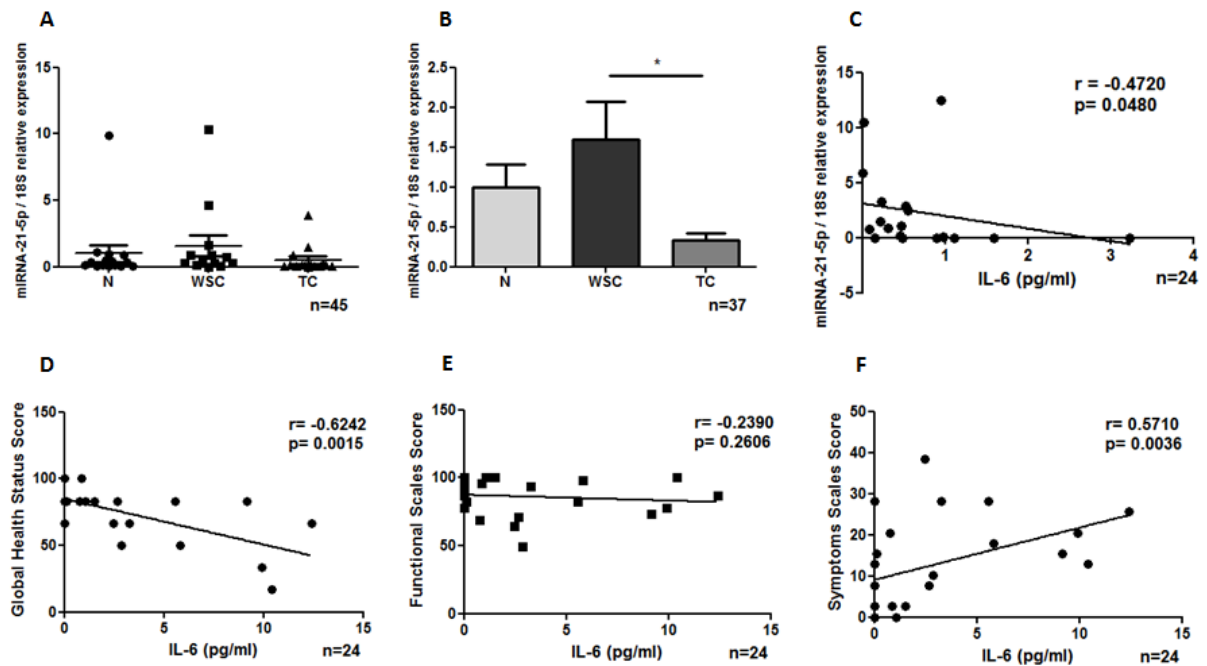 A
mIRNA-21-5p / 18S relative expression
15
10
5
0
N
WSC
TC
n=45
B
mIRNA-21-5p / 18S relative expression
2.5
2.0
1.5
1.0
0.5
0.0
*
N
WSC
TC
n=37
C
mIRNA-21-5p / 18S relative expression
15
10
5
0
-5
r = -0.4720
p= 0.0480
1
2
3
4
IL-6 (pg/ml)
n=24
D
Global Health Status Score
150
100
50
0
r= -0.6242
p= 0.0015
0
5
10
15
IL-6 (pg/ml)
n=24
E
Functional Scales Score
150
100
50
0
r= -0.2390
p= 0.2606
0
5
10
15
IL-6 (pg/ml)
n=24
F
Symptoms Scales Score
50
40
30
20
10
0
r= 0.5710
p= 0.0036
0
5
10
15
IL-6 (pg/ml)
n=24